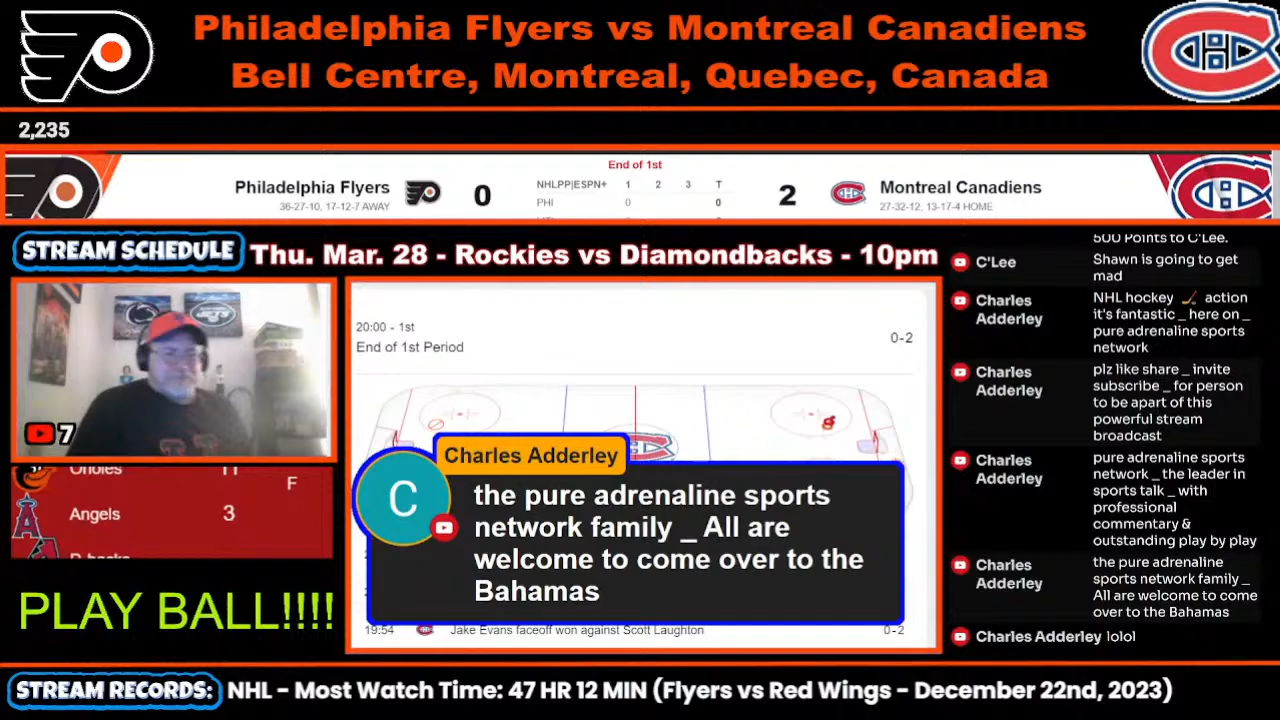 Philadelphia Flyers vs Montreal Canadiens
Bell Centre, Montreal, Quebec, Canada
2,235
End of 1st
Philadelphia Flyers
36-27-10, 17-12-7 AWAY
0
NHLPP|ESPN+ 1 2 3 T
PHI 0 0
2
Montreal Canadiens
27-32-12, 13-17-4 HOME
STREAM SCHEDULE
Thu. Mar. 28 - Rockies vs Diamondbacks - 10pm
JETS
7
Orioles 11
F
Angels 3
D-backs
PLAY BALL!!!!
20:00 - 1st
End of 1st Period
0-2
Charles Adderley
C
the pure adrenaline sports
network family _ All are
welcome to come over to the
Bahamas
19:54 Jake Evans faceoff won against Scott Laughton 0-2
500 Points to C'Lee.
C'Lee Shawn is going to get
mad
Charles Adderley NHL hockey 🏒 action
it's fantastic _ here on _
pure adrenaline sports
network
Charles Adderley plz like share _ invite
subscribe _ for person
to be apart of this
powerful stream
broadcast
Charles Adderley pure adrenaline sports
network _ the leader in
sports talk _ with
professional
commentary &
outstanding play by play
Charles Adderley the pure adrenaline
sports network family _
All are welcome to come
over to the Bahamas
Charles Adderley lolol
STREAM RECORDS:
NHL - Most Watch Time: 47 HR 12 MIN (Flyers vs Red Wings - December 22nd, 2023)